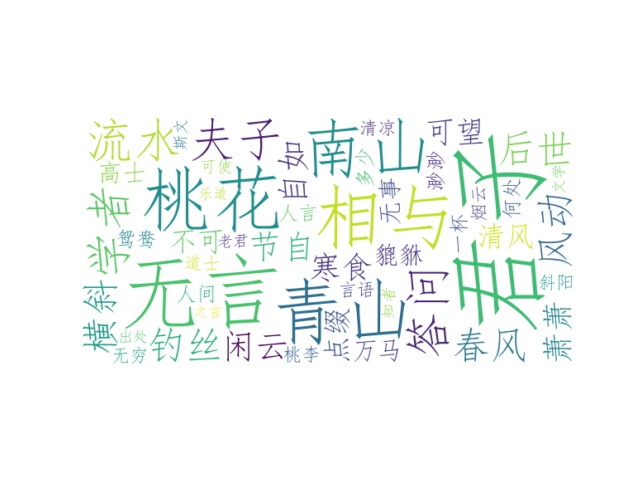 流水
斯文
夫子
自如
南山
清凉
多少
可望
渺渺
君子
后世
文学
高士
可使
学者
桃花
乐道
人言
相与
无事
一杯
烟云
何处
风动
鸳鸯
不可
老君
节自
清风
道士
寒食
貔貅
无言
人间
之言
青山
言语
知者
答问
斜阳
横斜
出处
无穷
钓丝
闲云
桃李
点缀
万马
春风
萧萧